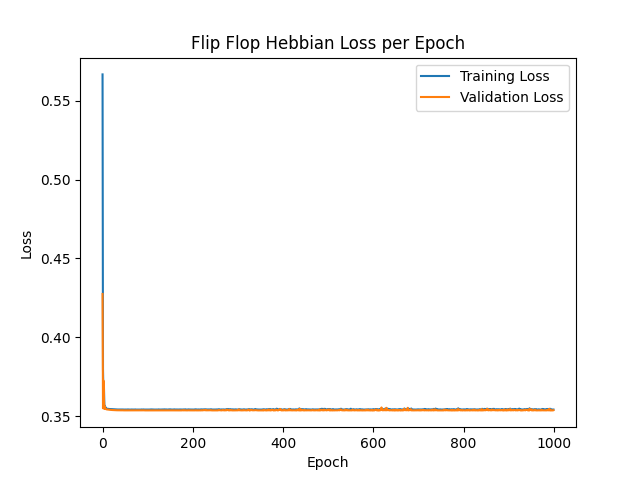 Flip Flop Hebbian Loss per Epoch
Training Loss
Validation Loss
0.55
0.50
0.45
0.40
0.35
Loss
0
200
400
600
800
1000
Epoch